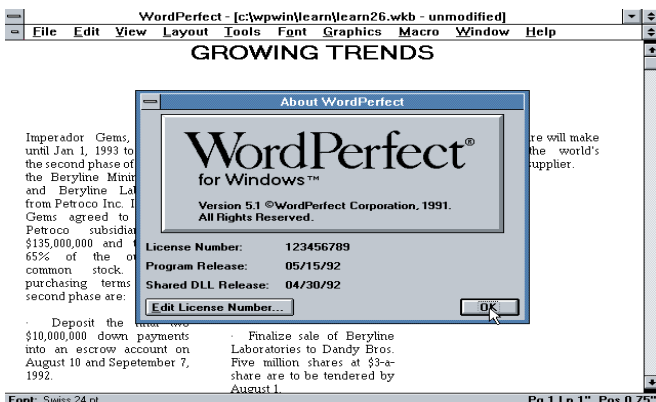 WordPerfect - [c:\wpwin\learn\learn26.wkb - unmodified]
File Edit View Layout Tools Font Graphics Macro Window Help
GROWING TRENDS
About WordPerfect
WordPerfect®
for Windows™
Version 5.1 ©WordPerfect Corporation, 1991.
All Rights Reserved.
License Number: 123456789
Program Release: 05/15/92
Shared DLL Release: 04/30/92
Edit License Number... OK
Imperador Gems,
until Jan 1, 1993 to
the second phase of
the Beryline
and Beryline
from Petroco Inc.
Gems agreed to
Petroco
$135,000,000 and
65% of the
common stock.
purchasing terms
second phase are:
· Deposit the final two
$10,000,000 down payments
into an escrow account on
August 10 and Sepetember 7,
1992.
· Finalize sale of Beryline
Laboratories to Dandy Bros.
Five million shares at $3-a-
share are to be tendered by
August 1.
will make
the world's
supplier.
Font: Swiss 24 pt Pg 1 Ln 1" Pos 0.75"